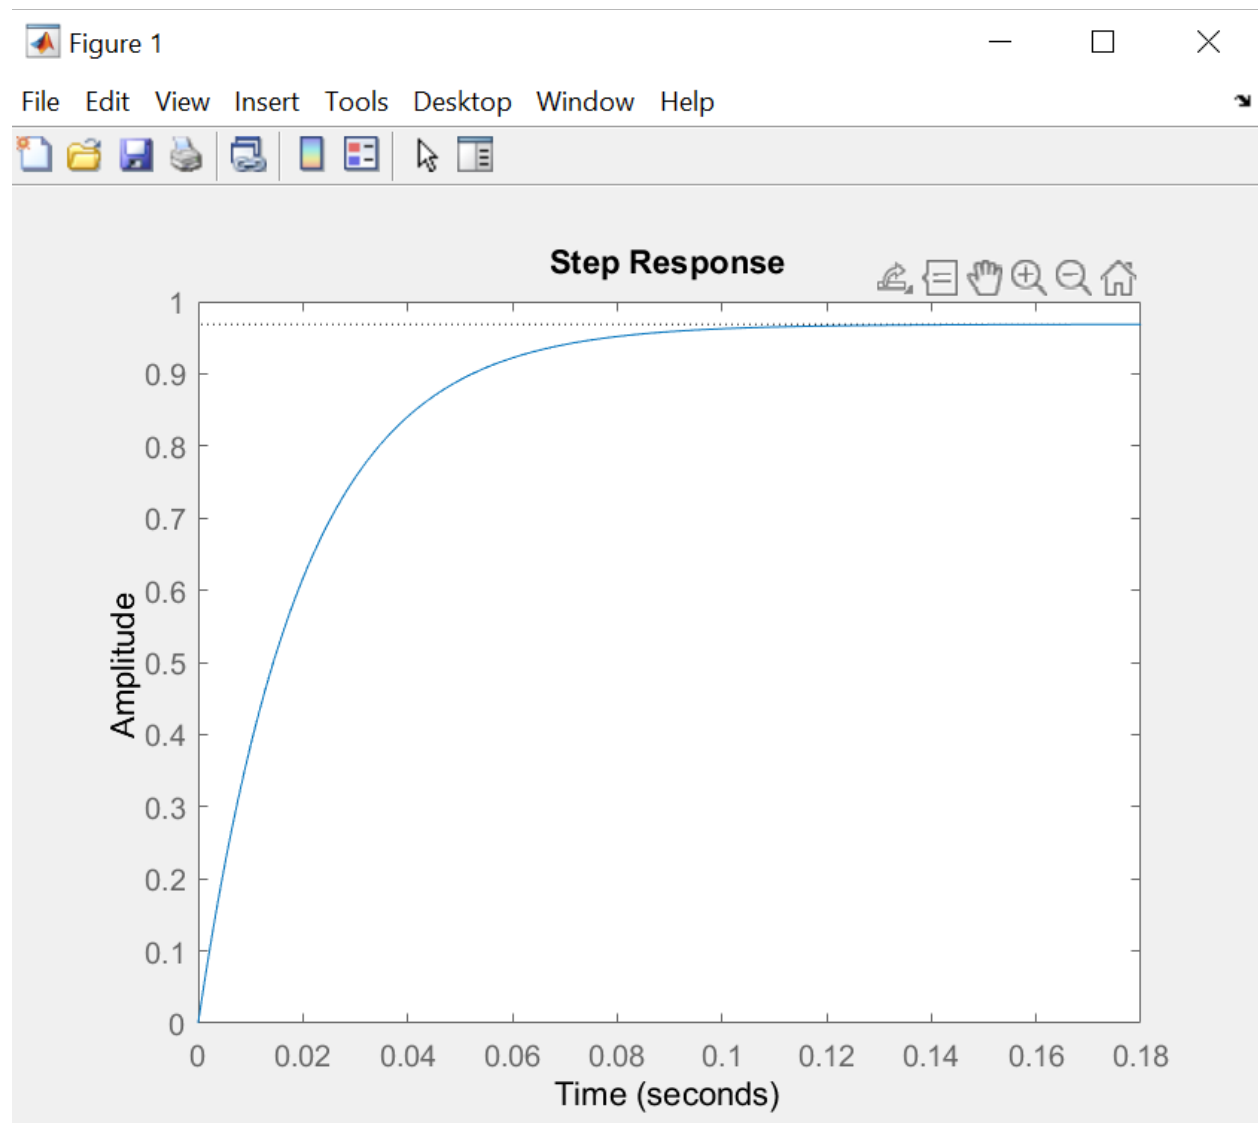 Figure 1
File Edit View Insert Tools Desktop Window Help
Step Response
1
0.9
0.8
0.7
0.6
0.5
0.4
0.3
0.2
0.1
0
Amplitude
0 0.02 0.04 0.06 0.08 0.1 0.12 0.14 0.16 0.18
Time (seconds)